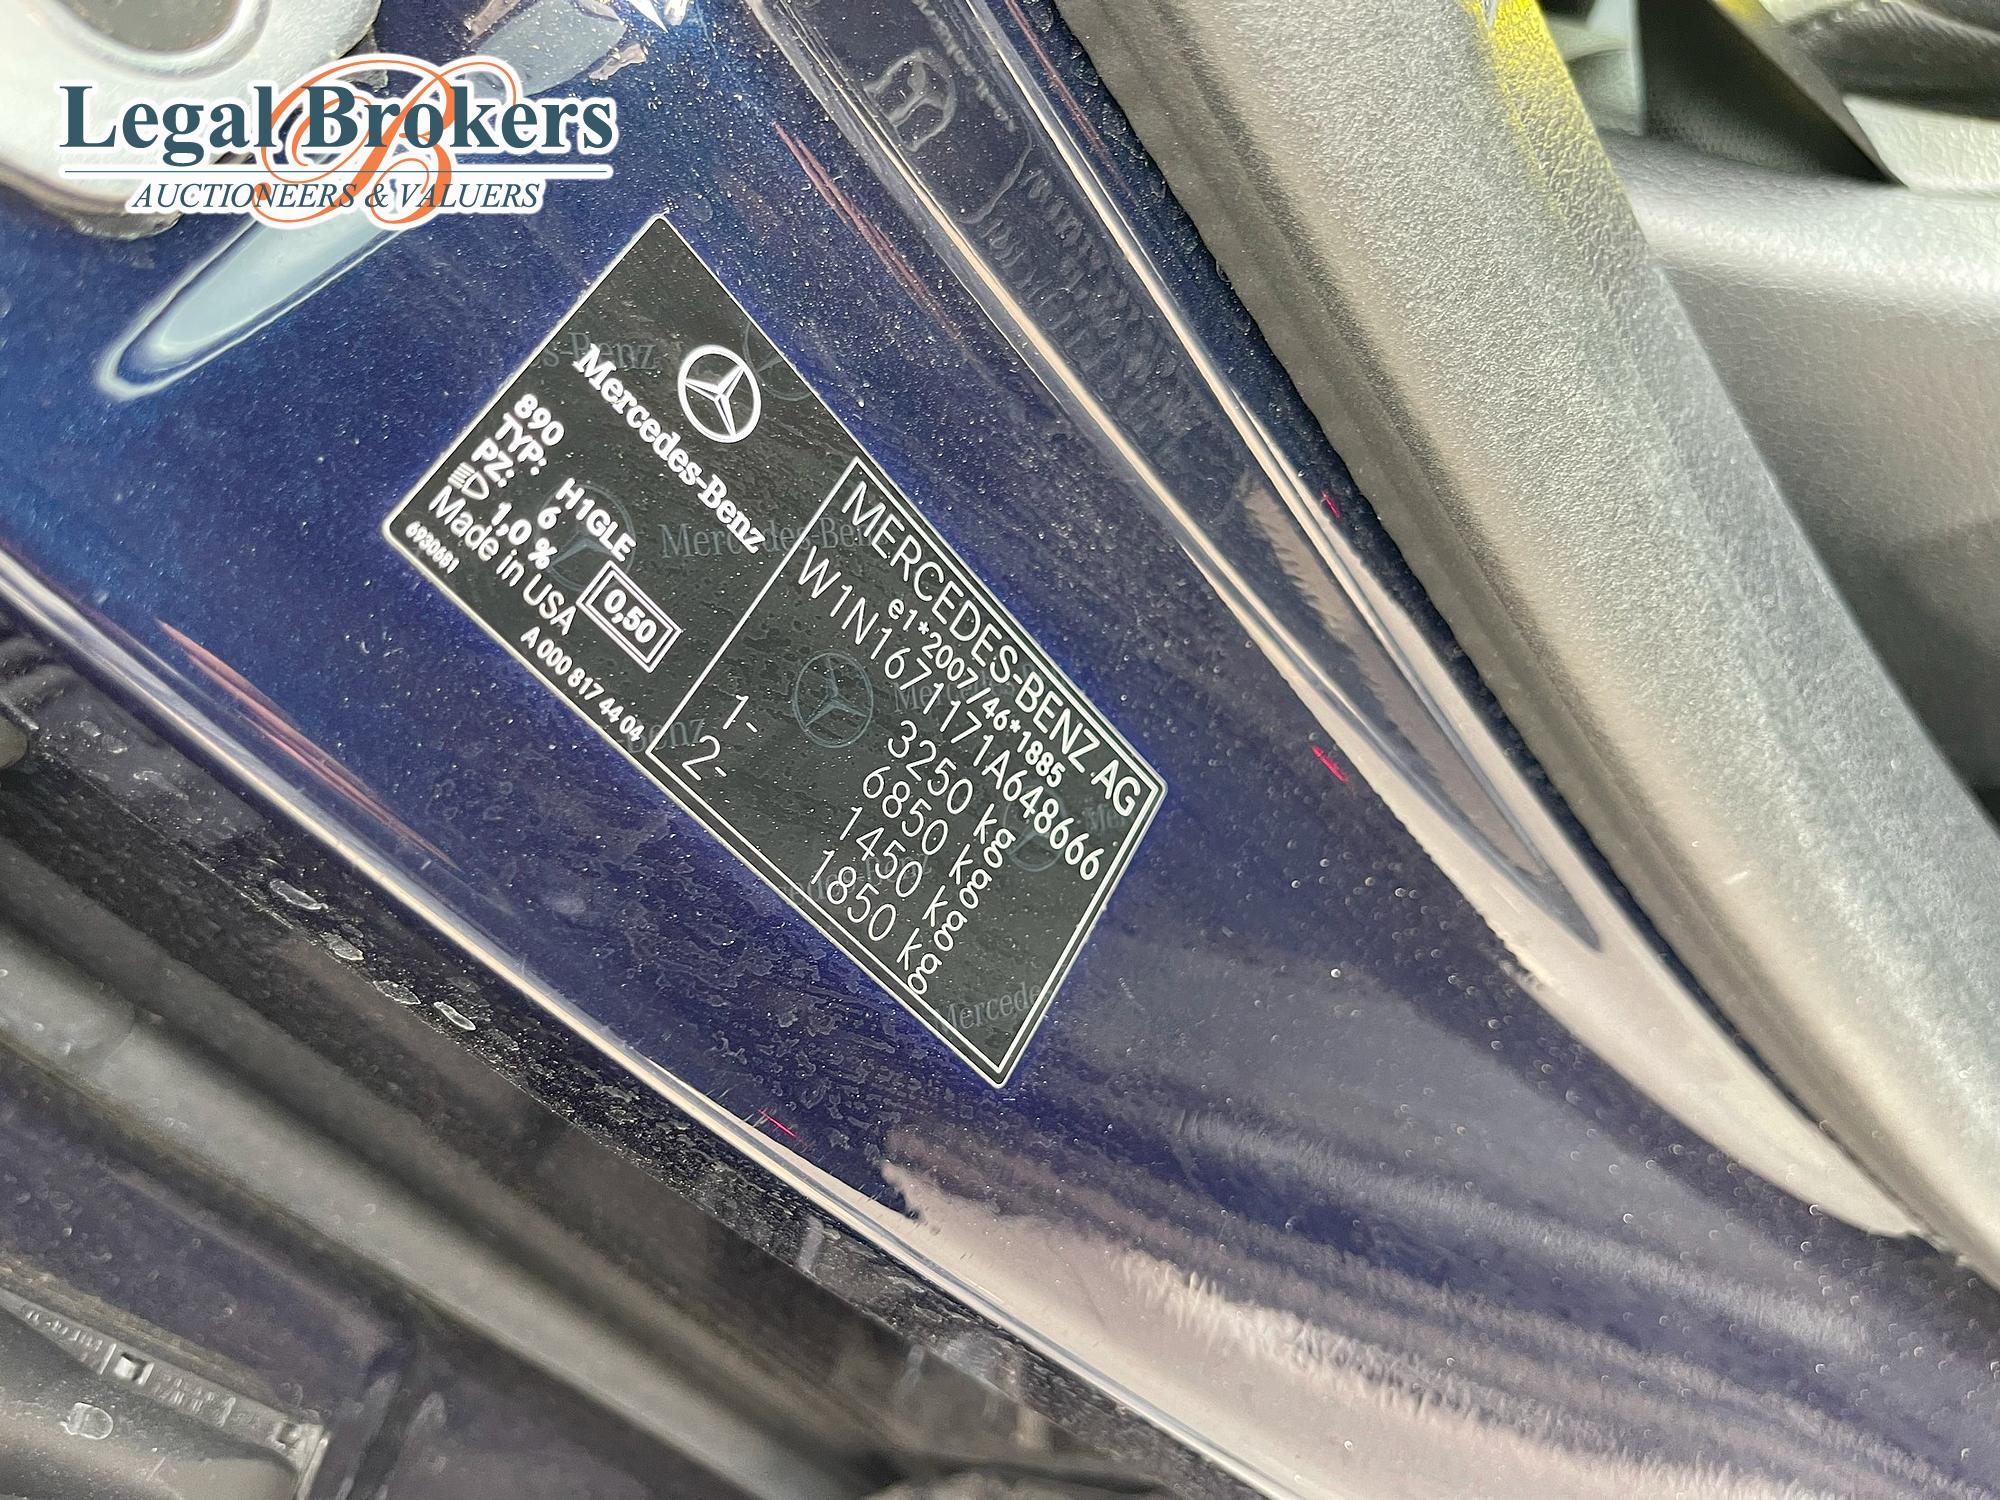 Legal Brokers
AUCTIONEERS & VALUERS
Mercedes-Benz
890
TYP: H1GLE
PZ: 6
1,0 % 0,50
Made in USA
6930681 A 000 817 44 04
MERCEDES-BENZ AG
e1*2007/46*1885
W1N1671171A648666
3250 kg
6850 kg
1- 1450 kg
2- 1850 kg